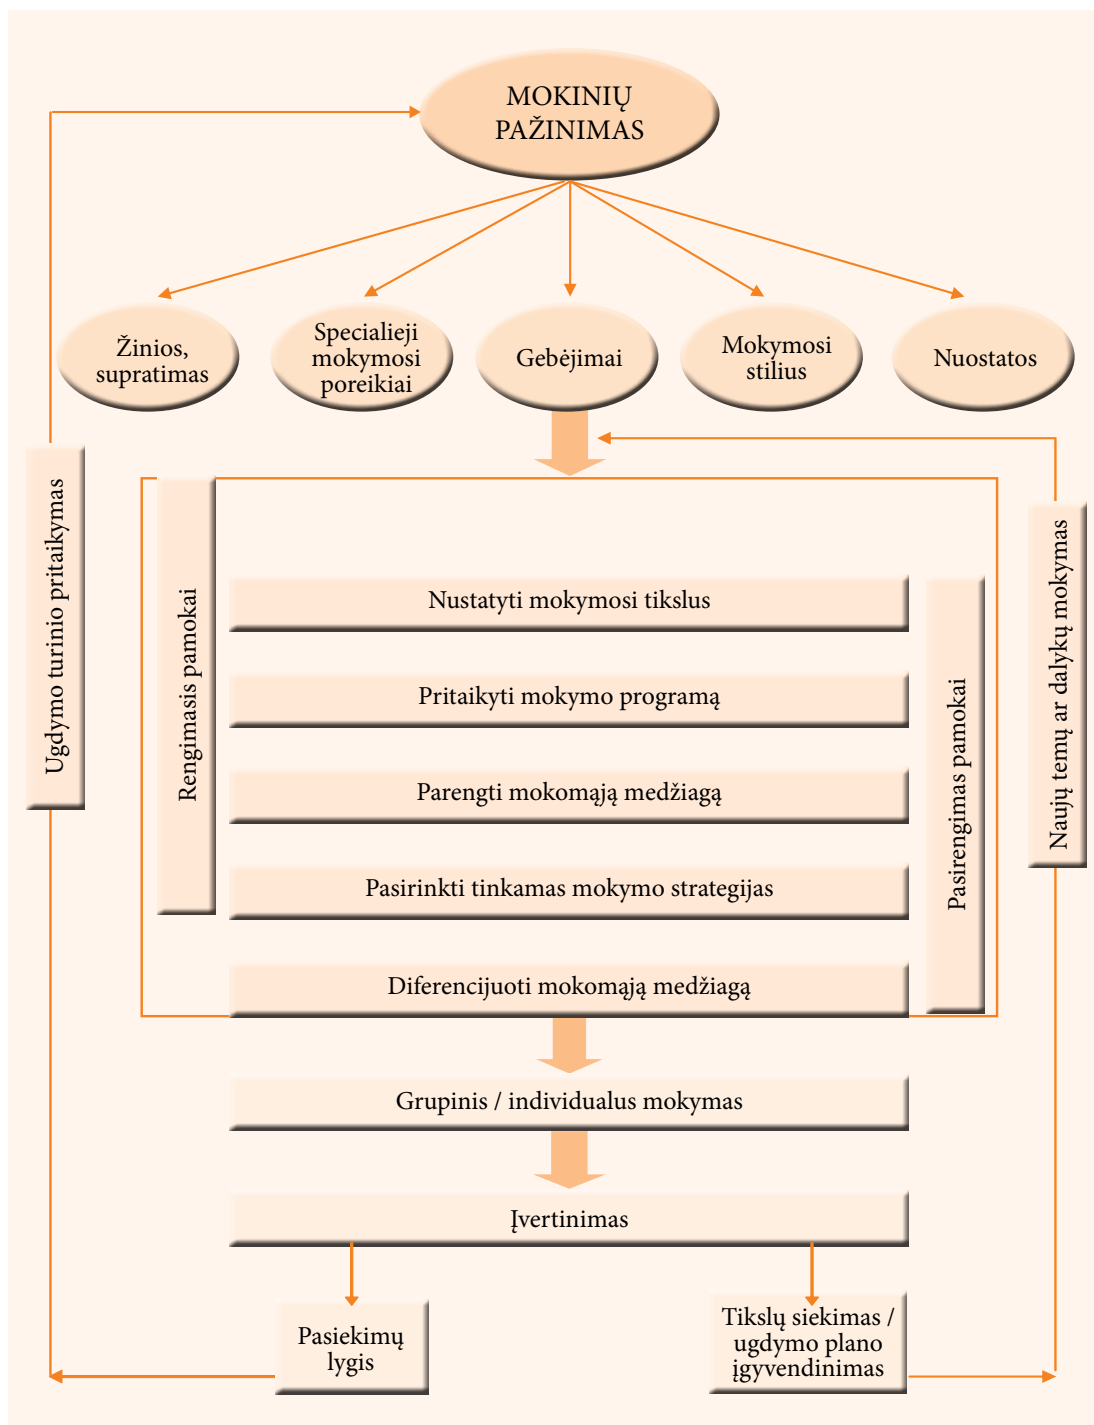 MOKINIŲ
PAŽINIMAS
Žinios,
supratimas
Specialieji
mokymosi
poreikiai
Gebėjimai
Mokymosi
stilius
Nuostatos
Ugdymo turinio pritaikymas
Rengimasis pamokai
Nustatyti mokymosi tikslus
Pritaikyti mokymo programą
Parengti mokomąją medžiagą
Pasirinkti tinkamas mokymo strategijas
Diferencijuoti mokomąją medžiagą
Pasirengimas pamokai
Naujų temų ar dalykų mokymas
Grupinis / individualus mokymas
Įvertinimas
Pasiekimų
lygis
Tikslų siekimas /
ugdymo plano
įgyvendinimas